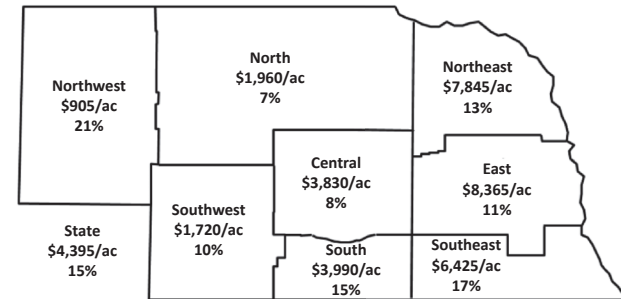 North
$1,960/ac
7%
Northwest
$905/ac
21%
Northeast
$7,845/ac
13%
Central
$3,830/ac
8%
East
$8,365/ac
11%
Southwest
$1,720/ac
10%
State
$4,395/ac
15%
South
$3,990/ac
15%
Southeast
$6,425/ac
17%